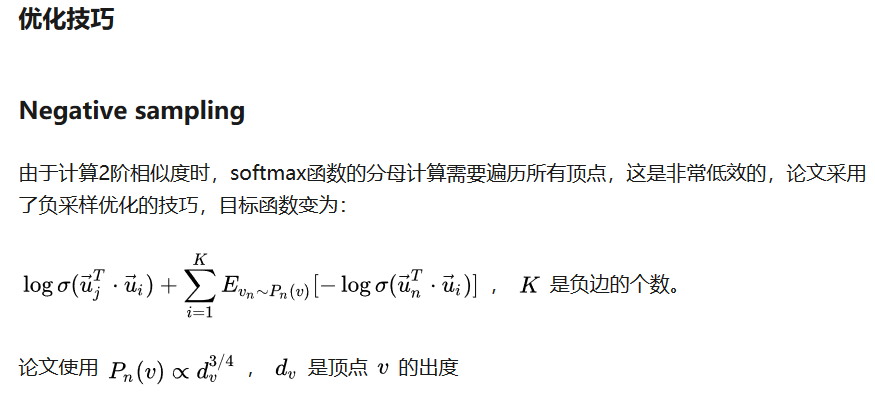 优化技巧
Negative sampling
由于计算2阶相似度时，softmax函数的分母计算需要遍历所有顶点，这是非常低效的，论文采用
了负采样优化的技巧，目标函数变为：
$\log \sigma(\vec{u}_j^T \cdot \vec{u}_i) + \sum_{i=1}^{K} E_{v_n \sim P_n(v)}[-\log \sigma(\vec{u}_n^T \cdot \vec{u}_i)]$ ， $K$ 是负边的个数。
论文使用 $P_n(v) \propto d_v^{3/4}$ ， $d_v$ 是顶点 $v$ 的出度